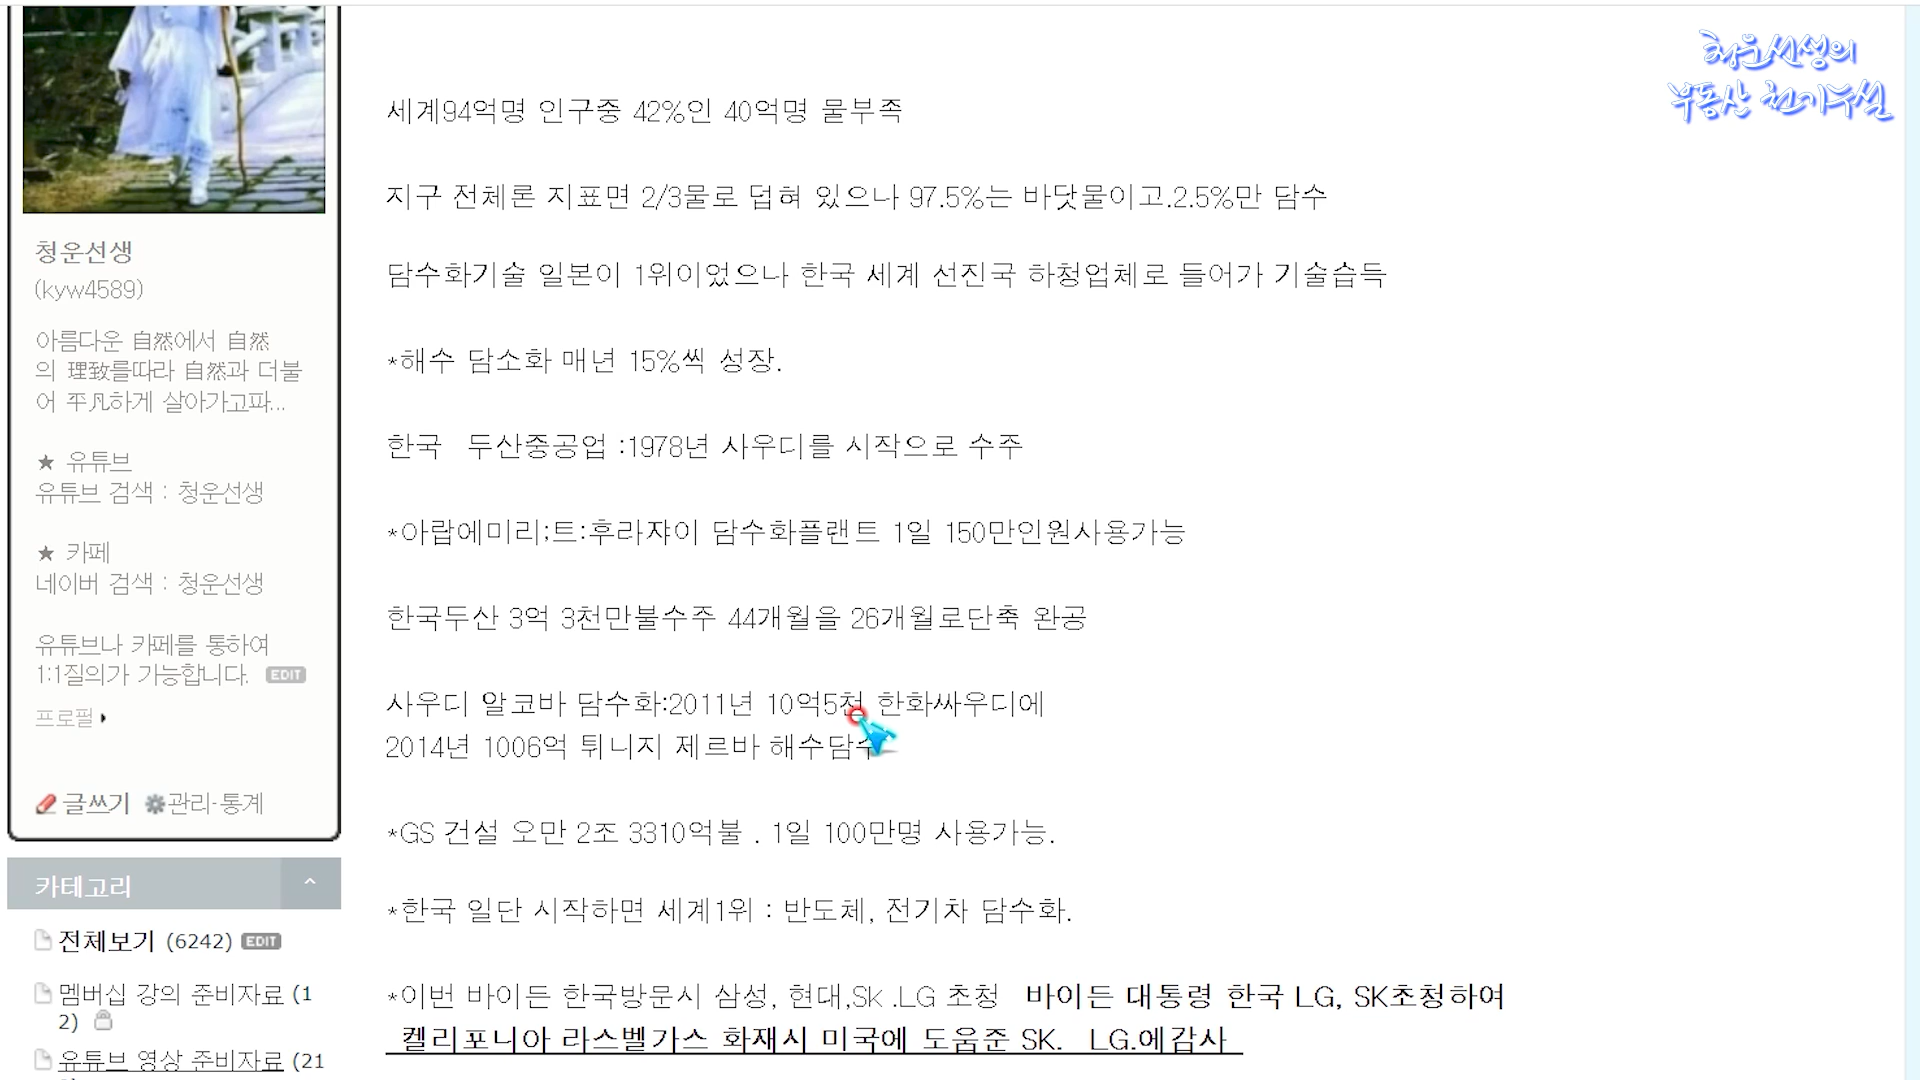 청운선생의
부동산 천기누설
청운선생
(kyw4589)
아름다운 自然에서 自然
의 理致를따라 自然과 더불
어 平凡하게 살아가고파...
★ 유튜브
유튜브 검색 : 청운선생
★ 카페
네이버 검색 : 청운선생
유튜브나 카페를 통하여
1:1질의가 가능합니다. EDIT
프로필
글쓰기 관리·통계
카테고리
전체보기 (6242) EDIT
멤버십 강의 준비자료 (1
2)
유튜브 영상 준비자료 (21
세계94억명 인구중 42%인 40억명 물부족
지구 전체론 지표면 2/3물로 덥혀 있으나 97.5%는 바닷물이고.2.5%만 담수
담수화기술 일본이 1위이었으나 한국 세계 선진국 하청업체로 들어가 기술습득
*해수 담소화 매년 15%씩 성장.
한국 두산중공업 :1978년 사우디를 시작으로 수주
*아랍에미리;트:후라쟈이 담수화플랜트 1일 150만인원사용가능
한국두산 3억 3천만불수주 44개월을 26개월로단축 완공
사우디 알코바 담수화:2011년 10억5천 한화싸우디에
2014년 1006억 튀니지 제르바 해수담수
*GS 건설 오만 2조 3310억불 . 1일 100만명 사용가능.
*한국 일단 시작하면 세계1위 : 반도체, 전기차 담수화.
*이번 바이든 한국방문시 삼성, 현대,Sk .LG 초청 바이든 대통령 한국 LG, SK초청하여
켈리포니아 라스벨가스 화재시 미국에 도움준 SK. LG.에감사